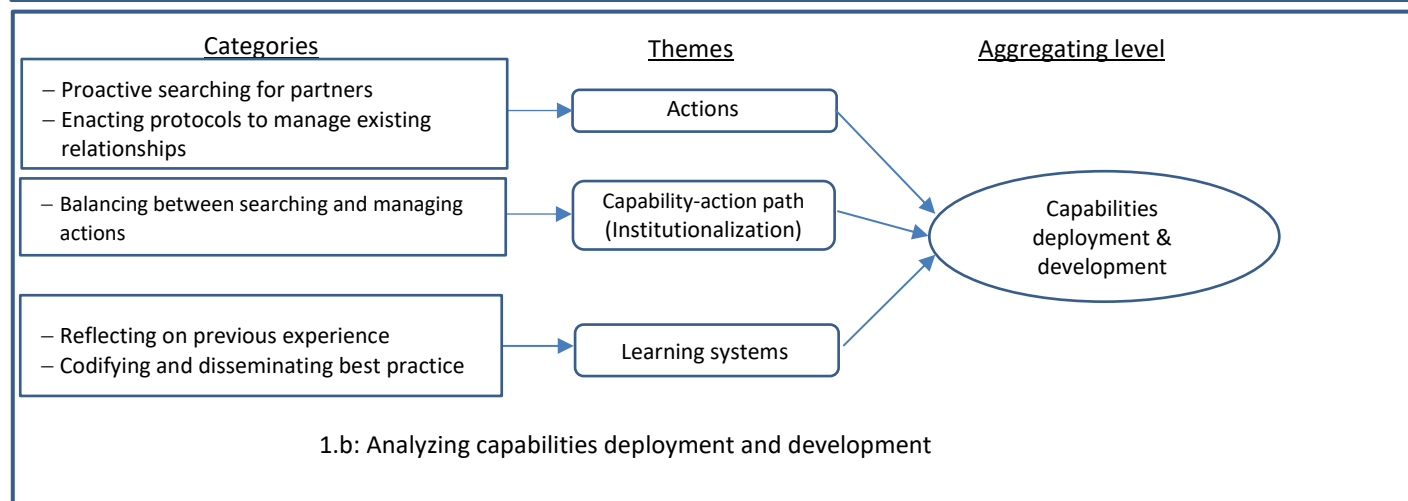 Categories
Themes
Aggregating level
− Proactive searching for partners
− Enacting protocols to manage existing
relationships
Actions
− Balancing between searching and managing
actions
Capability-action path
(Institutionalization)
Capabilities
deployment &
development
− Reflecting on previous experience
− Codifying and disseminating best practice
Learning systems
1.b: Analyzing capabilities deployment and development